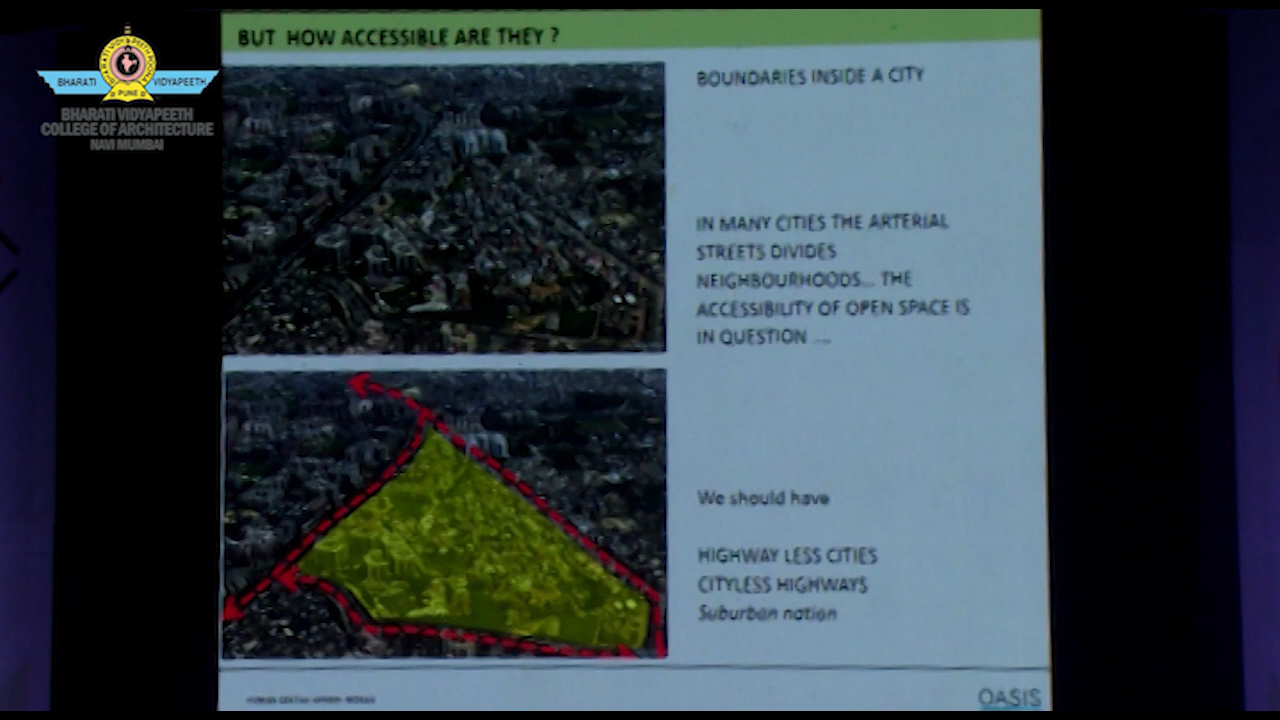 BUT HOW ACCESSIBLE ARE THEY ?
BHARATI VIDYAPEETH
PUNE
BHARATI VIDYAPEETH
COLLEGE OF ARCHITECTURE
NAVI MUMBAI
BOUNDARIES INSIDE A CITY
IN MANY CITIES THE ARTERIAL
STREETS DIVIDES
NEIGHBOURHOODS... THE
ACCESSIBILITY OF OPEN SPACE IS
IN QUESTION ....
We should have
HIGHWAY LESS CITIES
CITYLESS HIGHWAYS
Suburban nation
OASIS